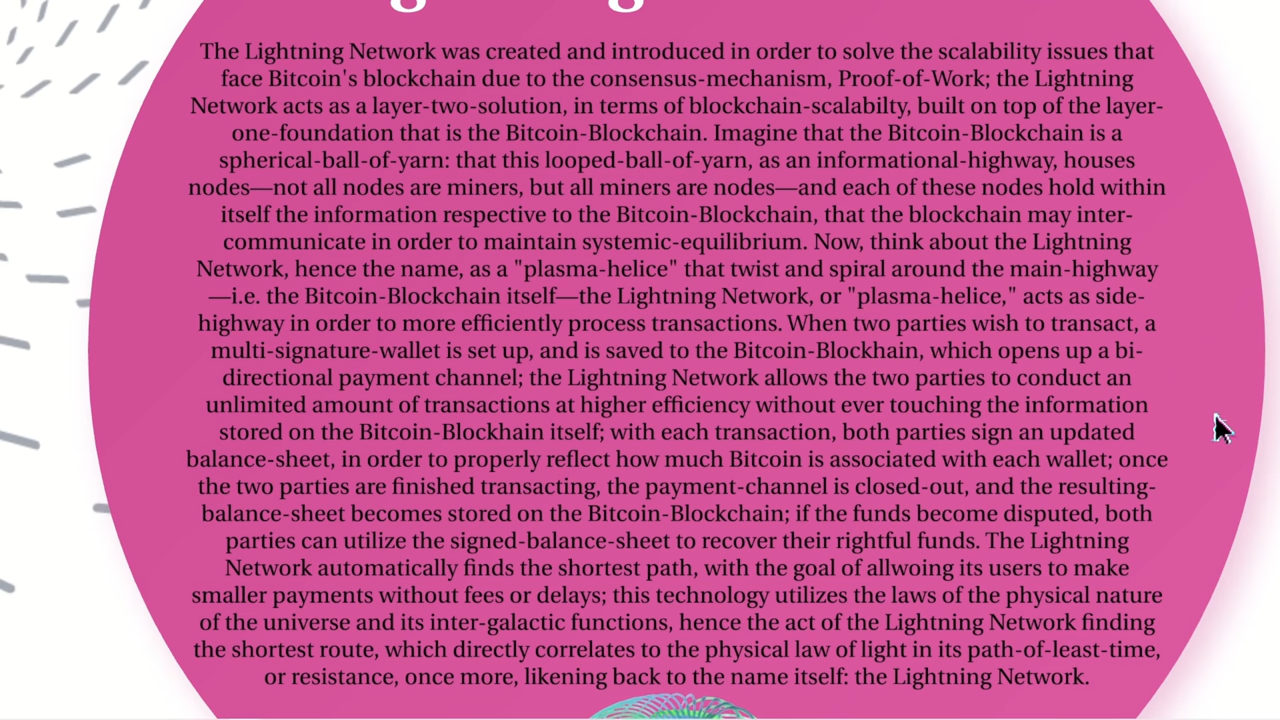 The Lightning Network was created and introduced in order to solve the scalability issues that
face Bitcoin's blockchain due to the consensus-mechanism, Proof-of-Work; the Lightning
Network acts as a layer-two-solution, in terms of blockchain-scalabilty, built on top of the layer-
one-foundation that is the Bitcoin-Blockchain. Imagine that the Bitcoin-Blockchain is a
spherical-ball-of-yarn: that this looped-ball-of-yarn, as an informational-highway, houses
nodes—not all nodes are miners, but all miners are nodes—and each of these nodes hold within
itself the information respective to the Bitcoin-Blockchain, that the blockchain may inter-
communicate in order to maintain systemic-equilibrium. Now, think about the Lightning
Network, hence the name, as a "plasma-helice" that twist and spiral around the main-highway
—i.e. the Bitcoin-Blockchain itself—the Lightning Network, or "plasma-helice," acts as side-
highway in order to more efficiently process transactions. When two parties wish to transact, a
multi-signature-wallet is set up, and is saved to the Bitcoin-Blockhain, which opens up a bi-
directional payment channel; the Lightning Network allows the two parties to conduct an
unlimited amount of transactions at higher efficiency without ever touching the information
stored on the Bitcoin-Blockhain itself; with each transaction, both parties sign an updated
balance-sheet, in order to properly reflect how much Bitcoin is associated with each wallet; once
the two parties are finished transacting, the payment-channel is closed-out, and the resulting-
balance-sheet becomes stored on the Bitcoin-Blockchain; if the funds become disputed, both
parties can utilize the signed-balance-sheet to recover their rightful funds. The Lightning
Network automatically finds the shortest path, with the goal of allwoing its users to make
smaller payments without fees or delays; this technology utilizes the laws of the physical nature
of the universe and its inter-galactic functions, hence the act of the Lightning Network finding
the shortest route, which directly correlates to the physical law of light in its path-of-least-time,
or resistance, once more, likening back to the name itself: the Lightning Network.